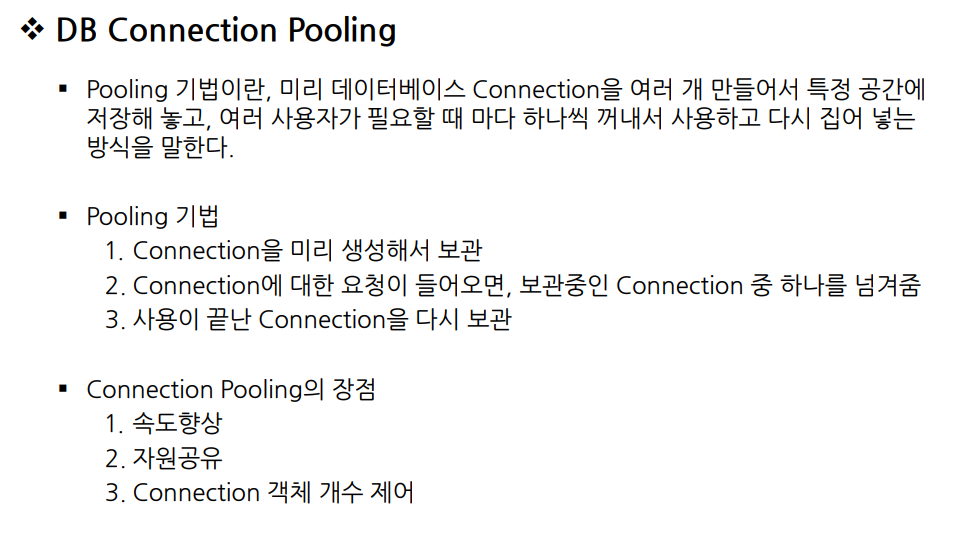 ❖ DB Connection Pooling
▪ Pooling 기법이란, 미리 데이터베이스 Connection을 여러 개 만들어서 특정 공간에
저장해 놓고, 여러 사용자가 필요할 때 마다 하나씩 꺼내서 사용하고 다시 집어 넣는
방식을 말한다.
▪ Pooling 기법
1. Connection을 미리 생성해서 보관
2. Connection에 대한 요청이 들어오면, 보관중인 Connection 중 하나를 넘겨줌
3. 사용이 끝난 Connection을 다시 보관
▪ Connection Pooling의 장점
1. 속도향상
2. 자원공유
3. Connection 객체 개수 제어